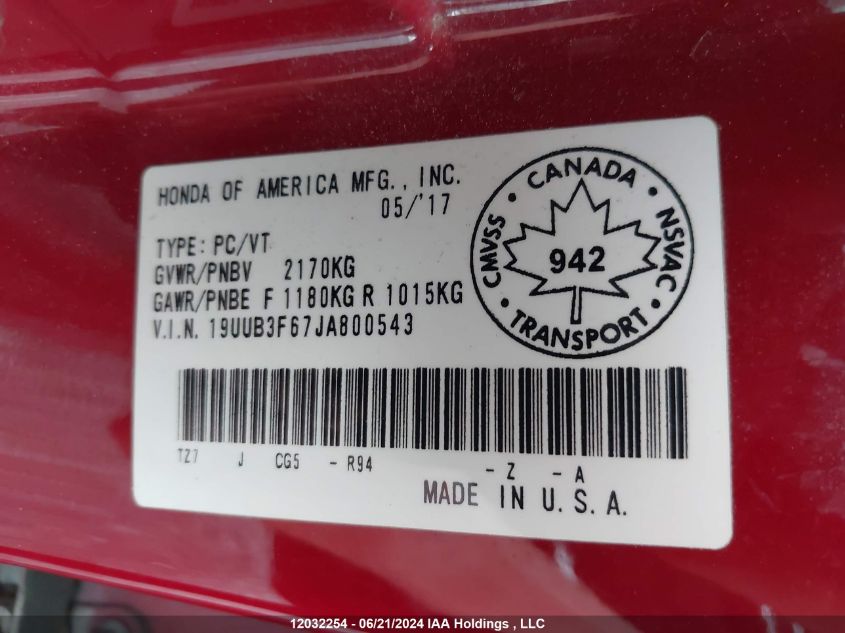 HONDA OF AMERICA MFG., INC.
05/'17
TYPE: PC/VT
GVWR/PNBV 2170KG
GAWR/PNBE F 1180KG R 1015KG
V.I.N. 19UUB3F67JA800543
CANADA
CMVSS
NSVAC
942
TRANSPORT
TZ7 J CG5 -R94 -Z -A
MADE IN U.S.A.
12032254 - 06/21/2024 IAA Holdings , LLC